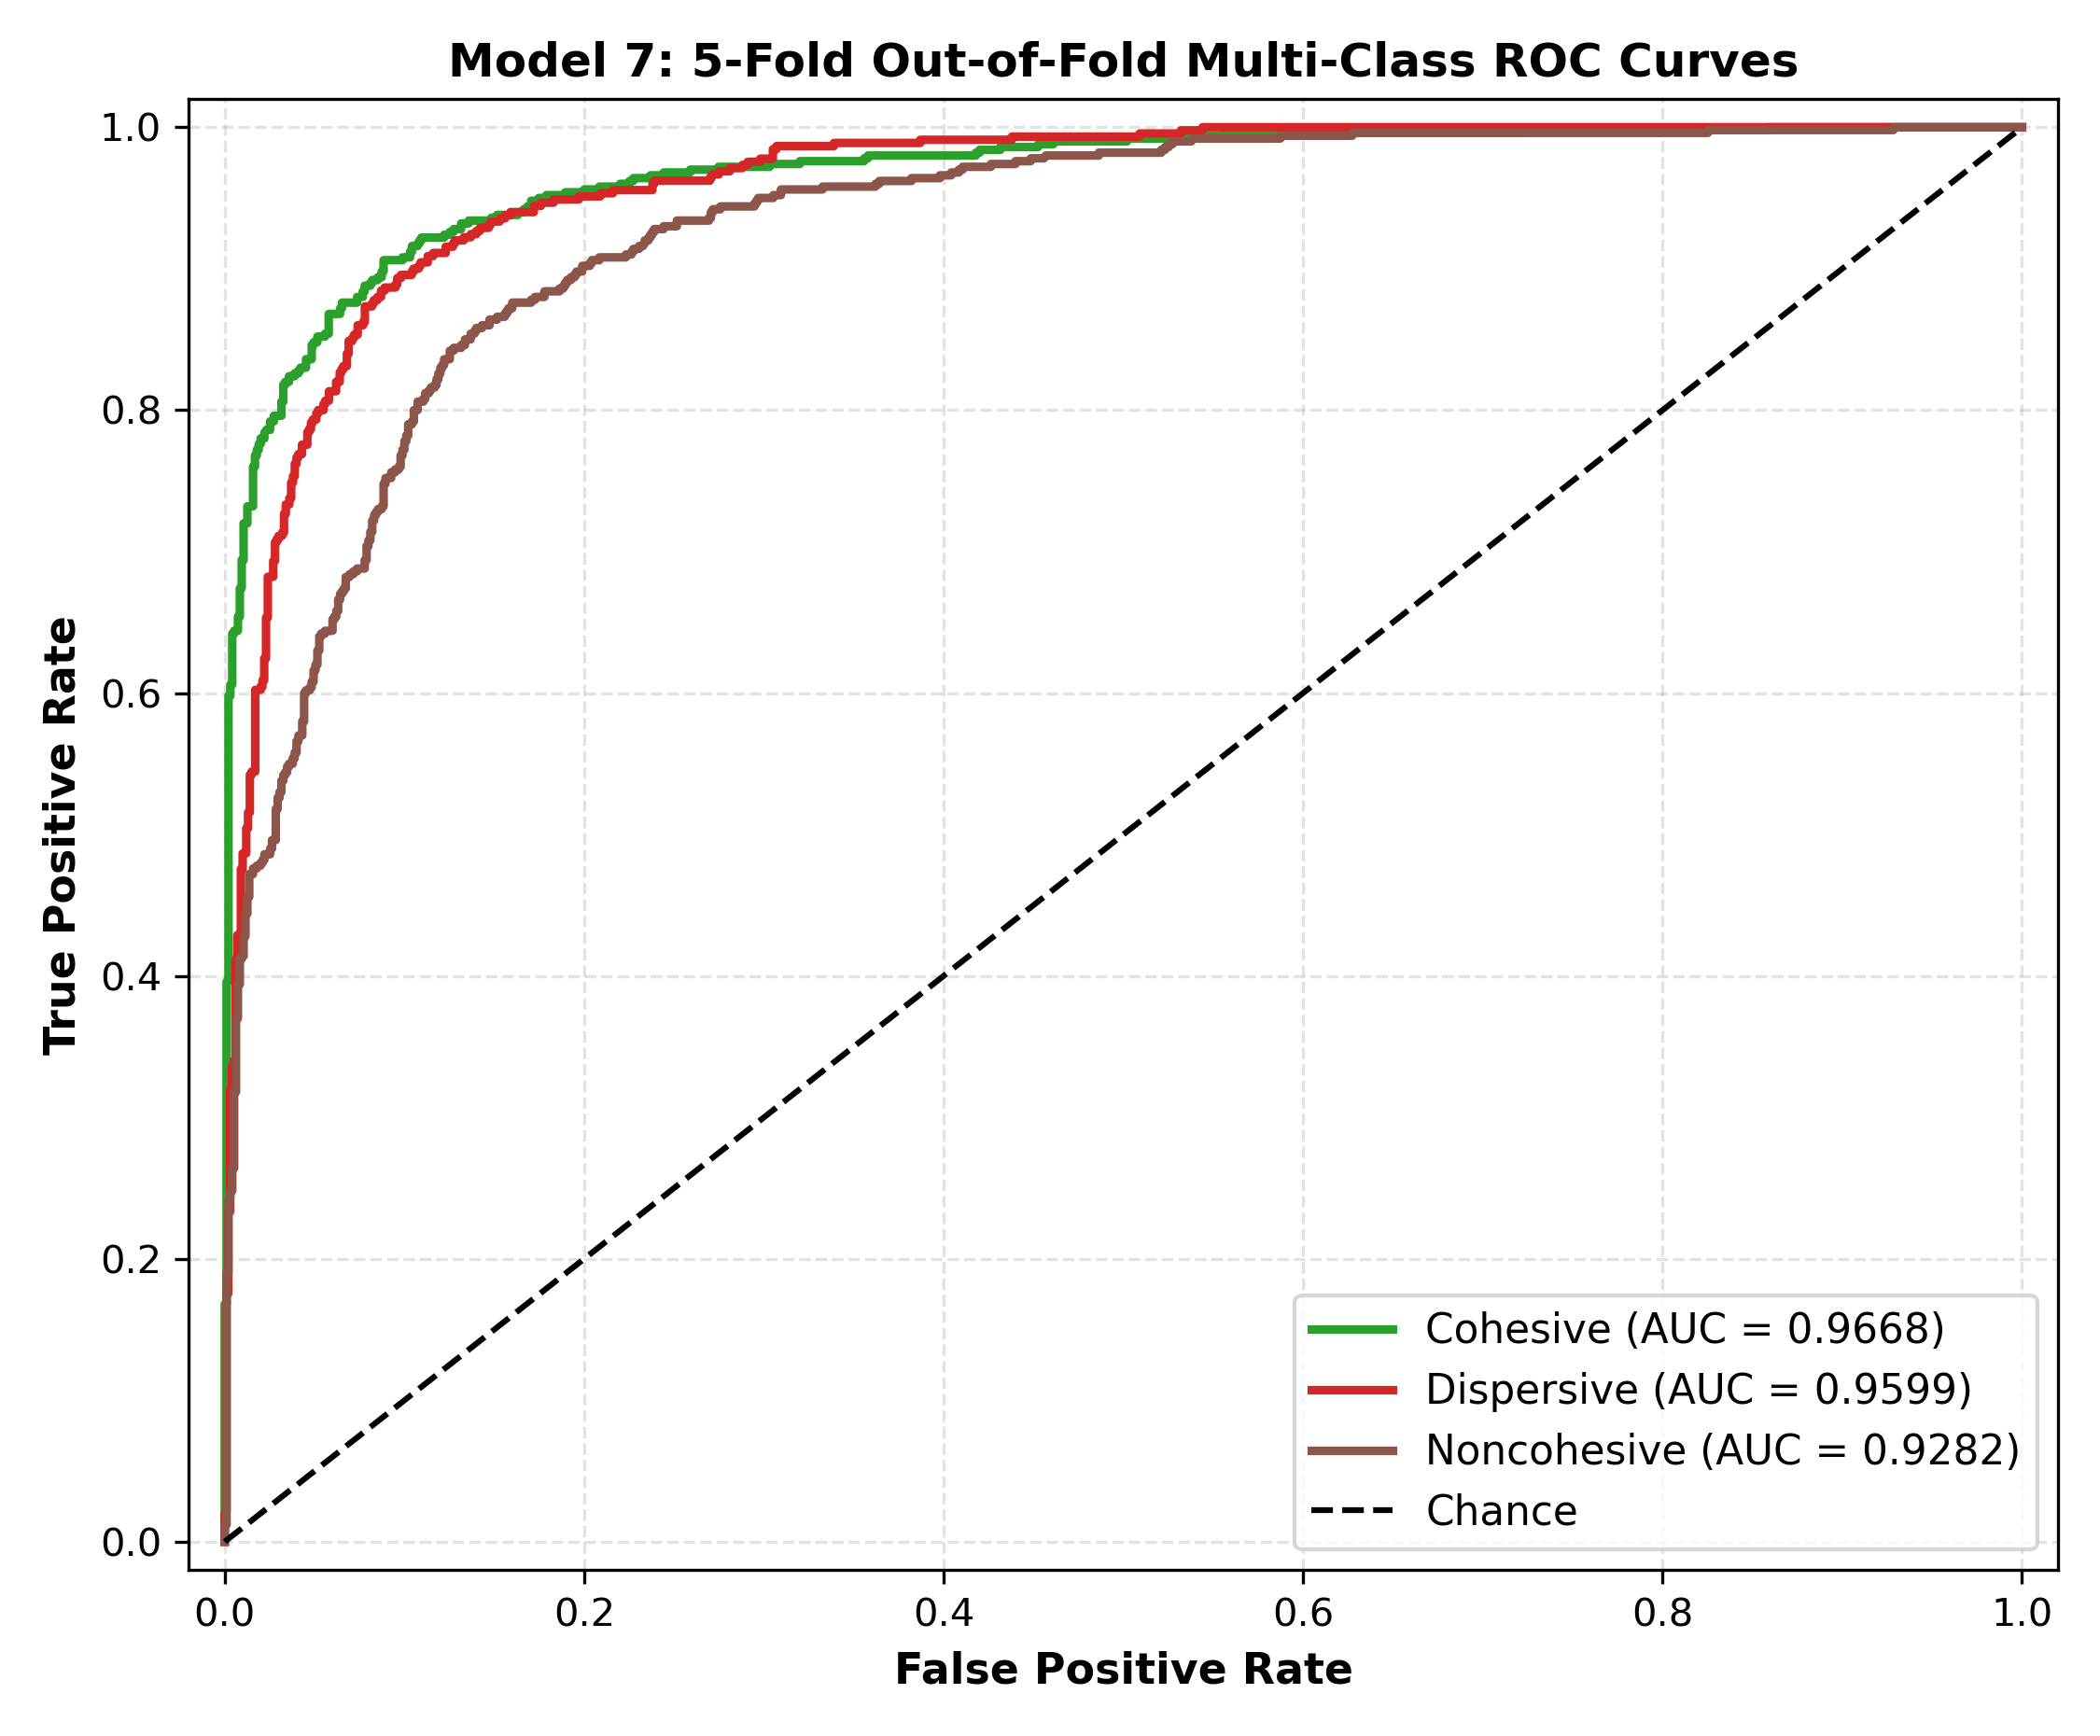 Model 7: 5-Fold Out-of-Fold Multi-Class ROC Curves
True Positive Rate
1.0
0.8
0.6
0.4
0.2
0.0
Cohesive (AUC = 0.9668)
Dispersive (AUC = 0.9599)
Noncohesive (AUC = 0.9282)
Chance
0.0 0.2 0.4 0.6 0.8 1.0
False Positive Rate